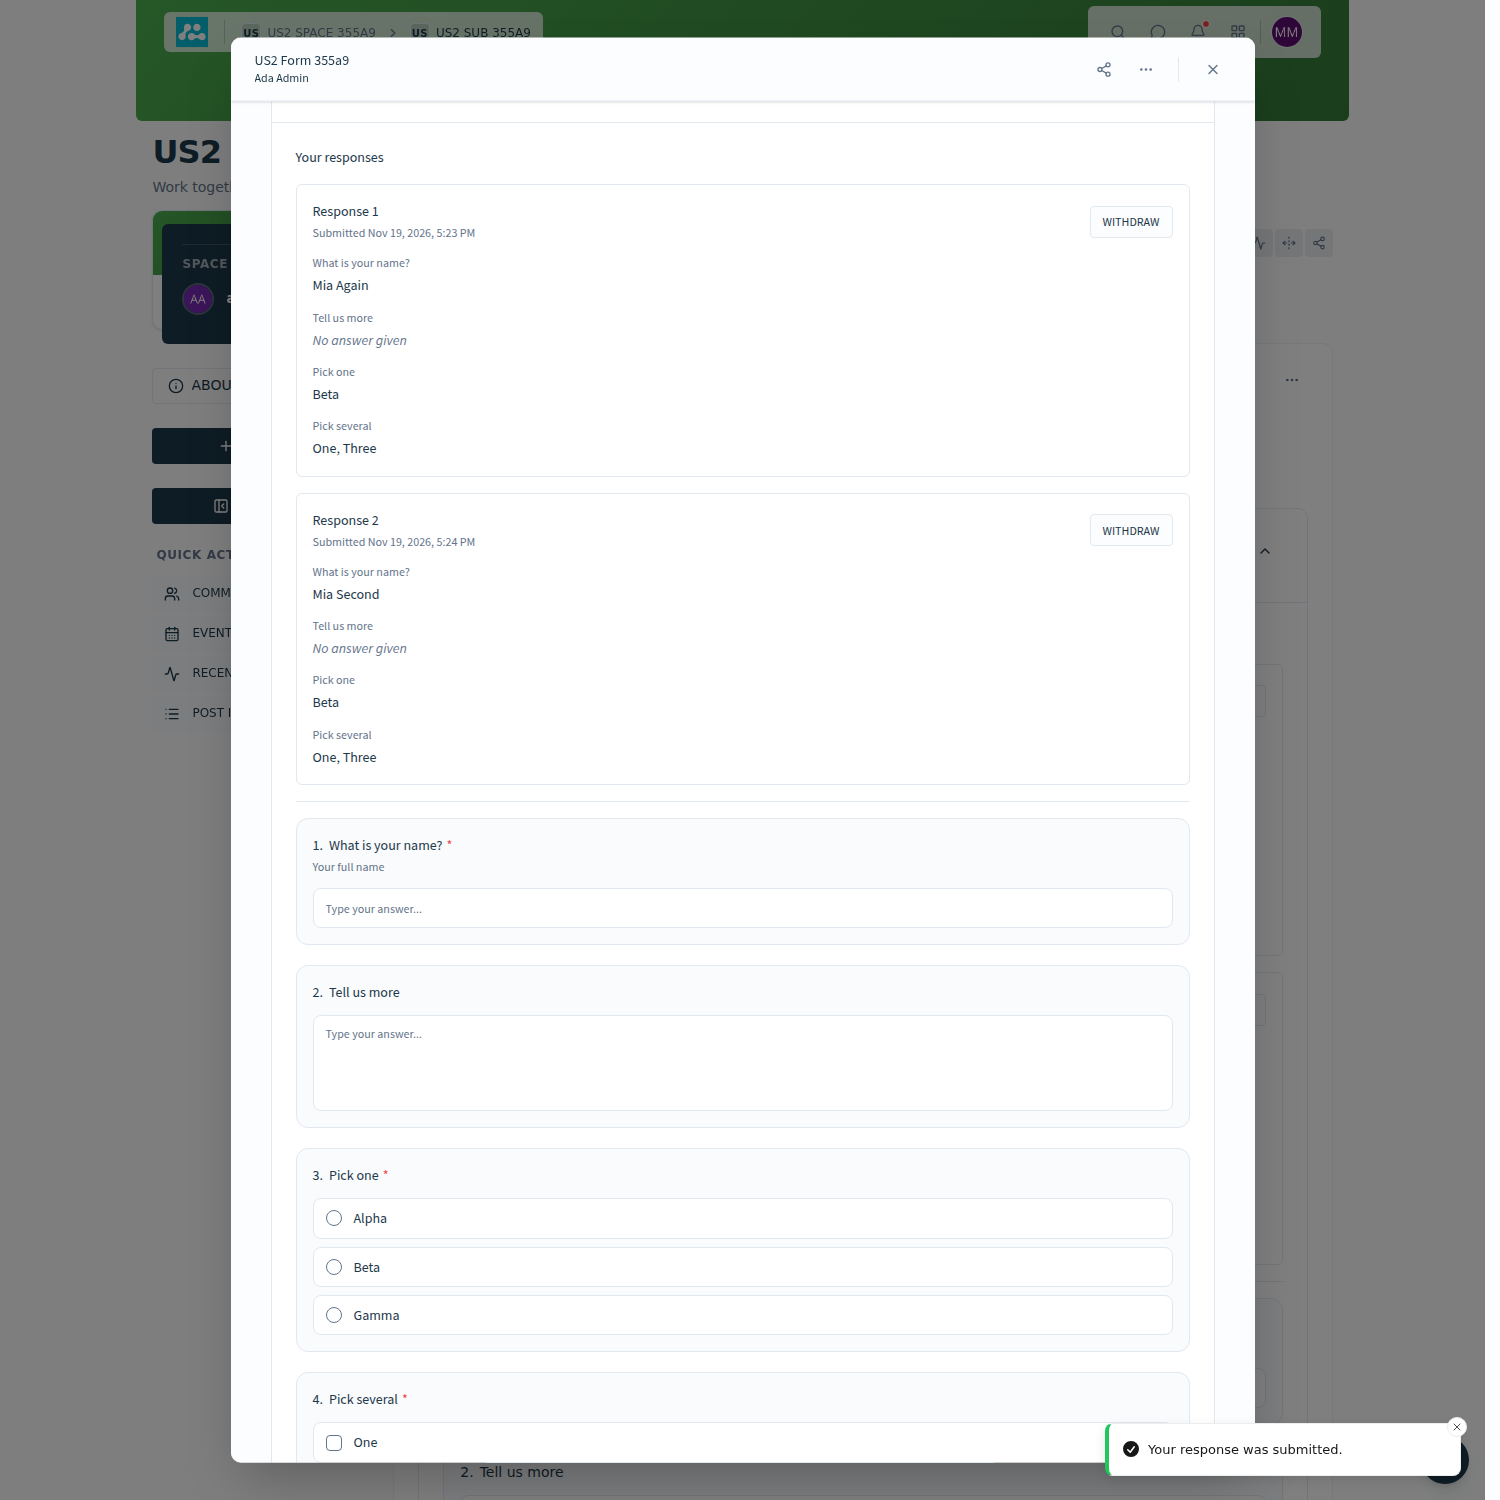 US US2 SPACE 355A9 > US US2 SUB 355A9
MM
US2 Form 355a9
Ada Admin
US2
Work toget
SPACE
AA
ABOU
QUICK ACT
COMM
EVENT
RECEN
POST
Your responses
Response 1
WITHDRAW
Submitted Nov 19, 2026, 5:23 PM
What is your name?
Mia Again
Tell us more
No answer given
Pick one
Beta
Pick several
One, Three
Response 2
WITHDRAW
Submitted Nov 19, 2026, 5:24 PM
What is your name?
Mia Second
Tell us more
No answer given
Pick one
Beta
Pick several
One, Three
1. What is your name? *
Your full name
Type your answer...
2. Tell us more
Type your answer...
3. Pick one *
Alpha
Beta
Gamma
4. Pick several *
One
Your response was submitted.
2. Tell us more